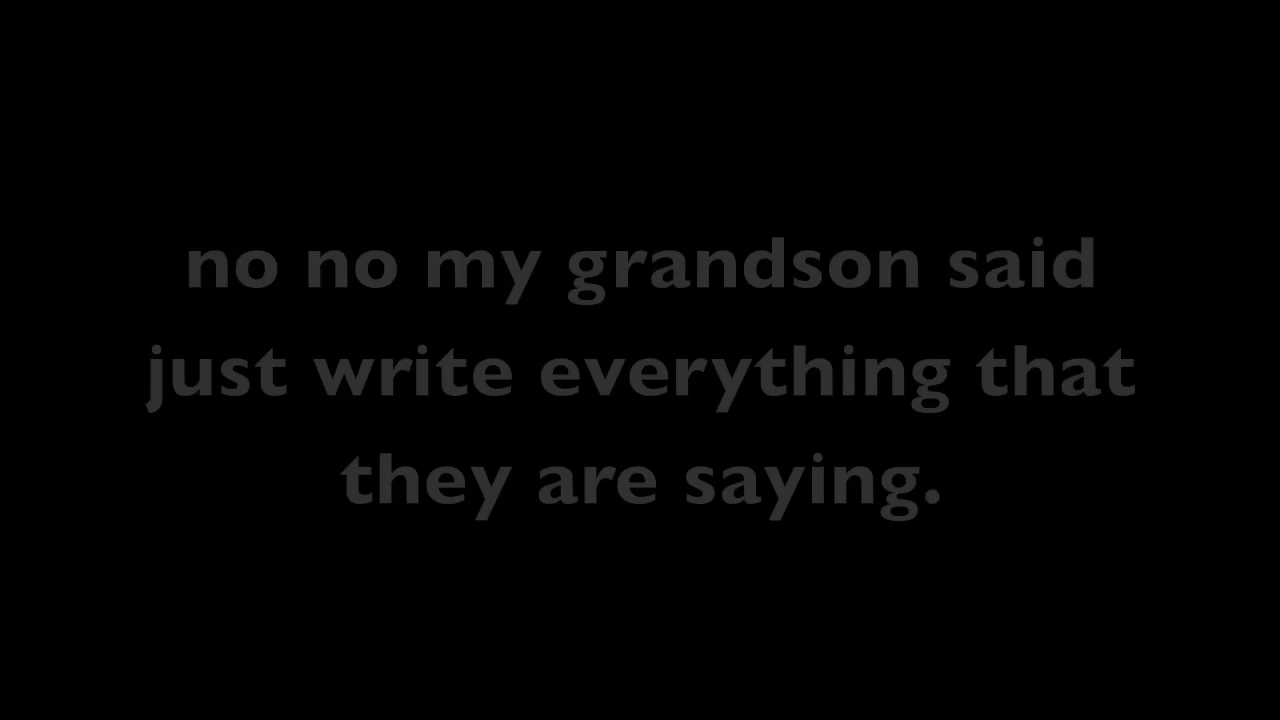 no no my grandson said
just write everything that
they are saying.